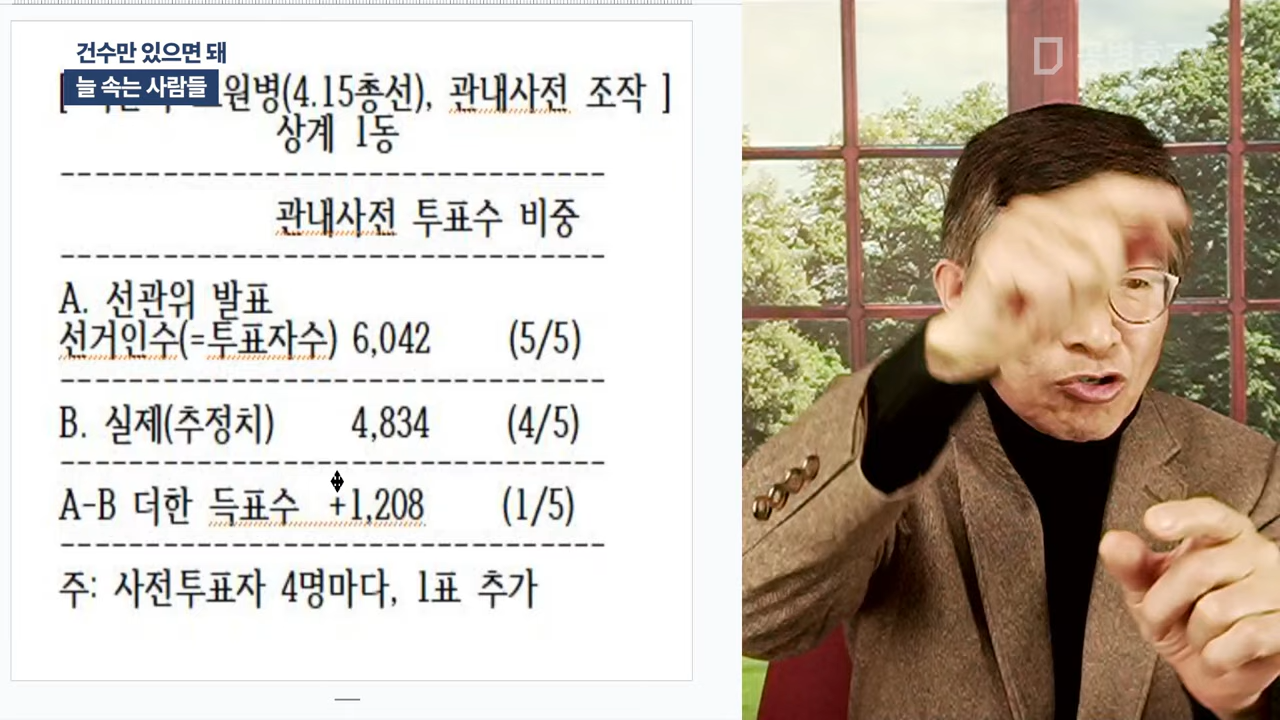 건수만 있으면 돼
늘 속는 사람들
원병(4.15총선), 관내사전 조작 ]
상계 1동
관내사전 투표수 비중
A. 선관위 발표
선거인수(=투표자수) 6,042 (5/5)
B. 실제(추정치) 4,834 (4/5)
A-B 더한 득표수 +1,208 (1/5)
주: 사전투표자 4명마다, 1표 추가